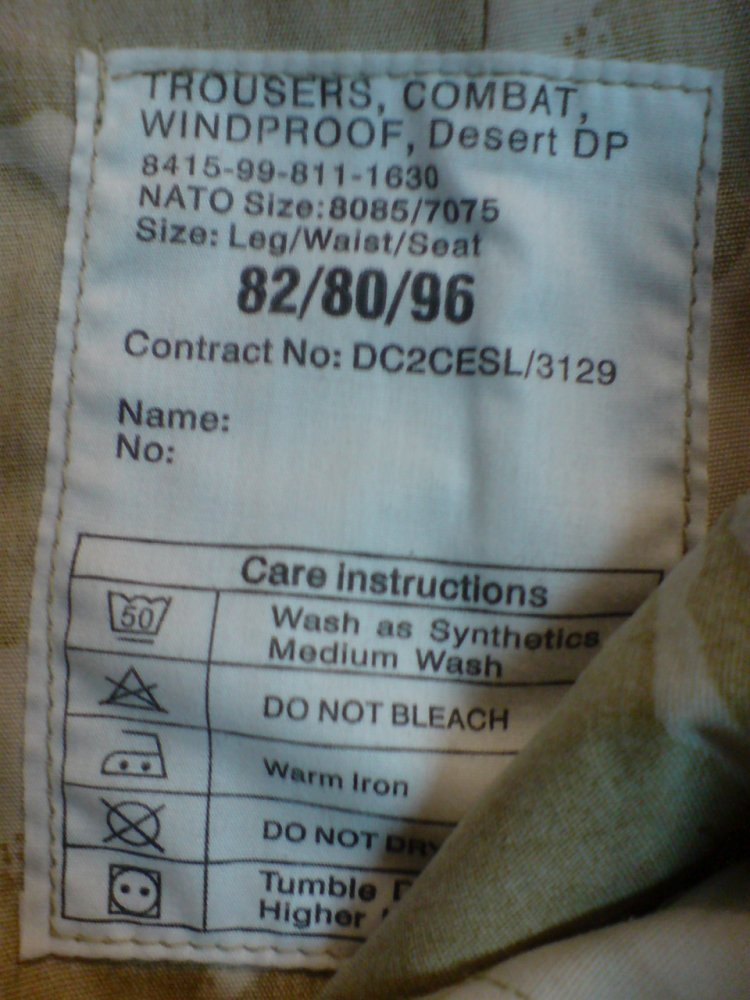 TROUSERS, COMBAT,
WINDPROOF, Desert DP
8415-99-811-1630
NATO Size:8085/7075
Size: Leg/Waist/Seat
82/80/96
Contract No: DC2CESL/3129
Name:
No:
Care instructions
50
Wash as Synthetics
Medium Wash
DO NOT BLEACH
Warm Iron
DO NOT DRY
Tumble
Higher